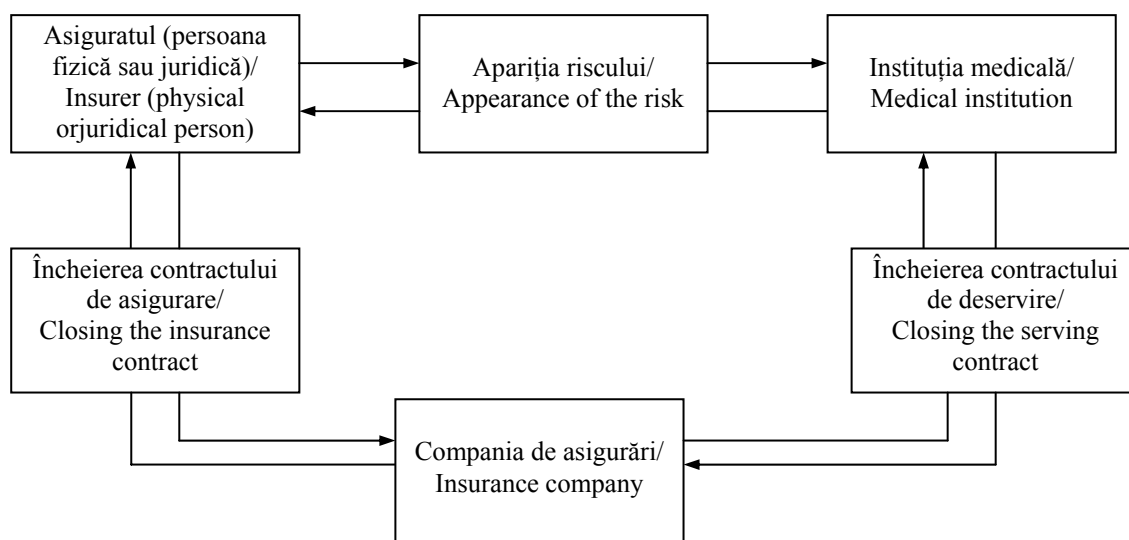 Asiguratul (persoana
fizică sau juridică)/
Insurer (physical
orjuridical person)
Apariția riscului/
Appearance of the risk
Instituția medicală/
Medical institution
Încheierea contractului
de asigurare/
Closing the insurance
contract
Încheierea contractului
de deservire/
Closing the serving
contract
Compania de asigurări/
Insurance company